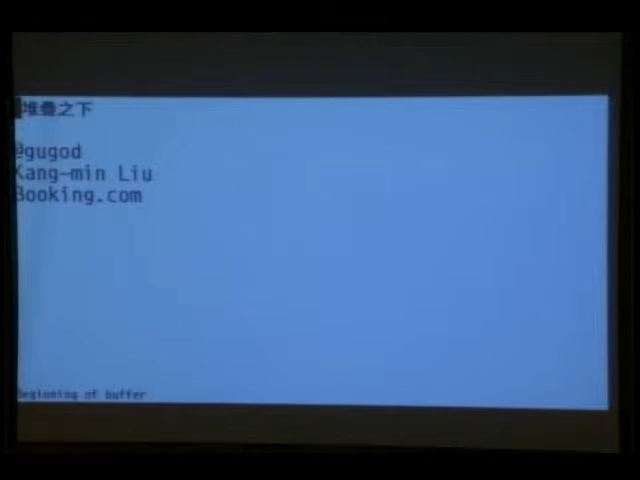 堆疊之下
@gugod
Kang-min Liu
Booking.com
Beginning of buffer